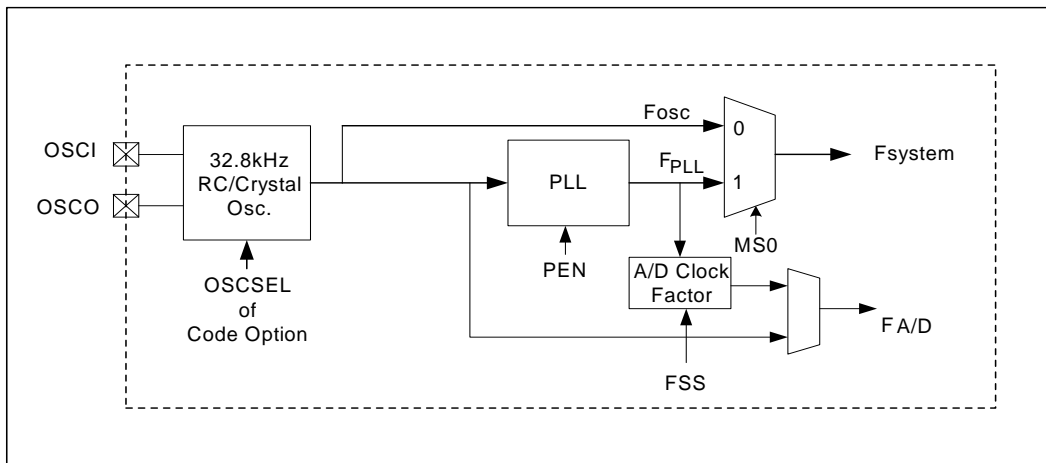 OSCI
OSCO
32.8kHz
RC/Crystal
Osc.
OSCSEL
of
Code Option
PLL
PEN
Fosc
FPLL
0
1
MS0
Fsystem
A/D Clock
Factor
FSS
F A/D